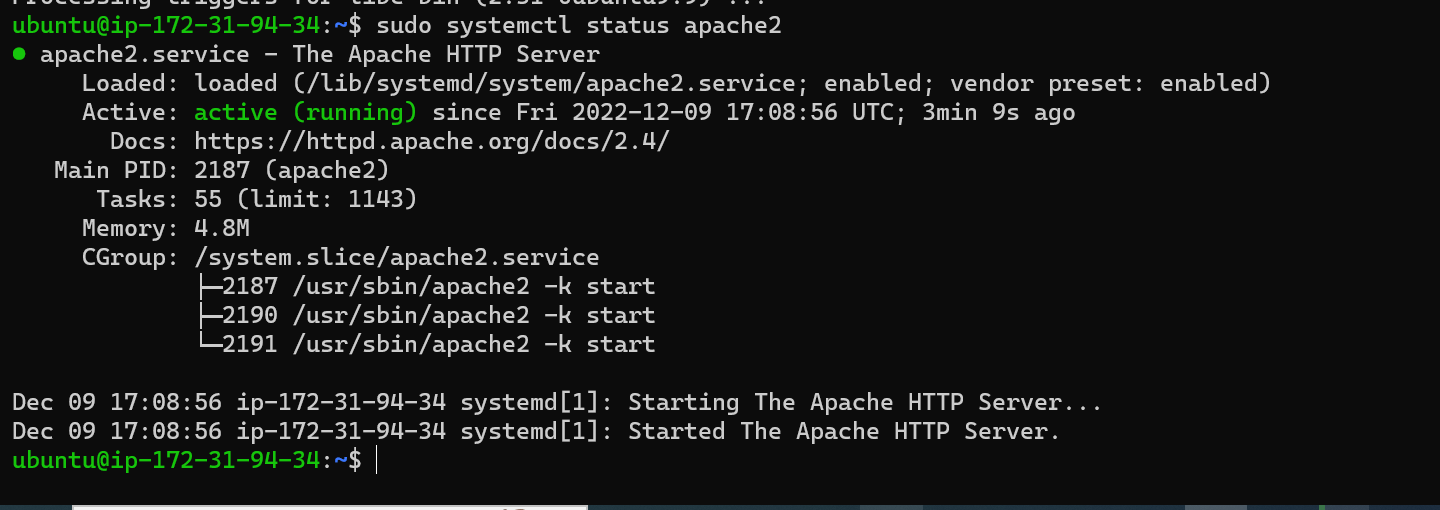 Processing triggers for libc-bin (2.31-0ubuntu9.9) ...
ubuntu@ip-172-31-94-34:~$ sudo systemctl status apache2
● apache2.service - The Apache HTTP Server
     Loaded: loaded (/lib/systemd/system/apache2.service; enabled; vendor preset: enabled)
     Active: active (running) since Fri 2022-12-09 17:08:56 UTC; 3min 9s ago
       Docs: https://httpd.apache.org/docs/2.4/
   Main PID: 2187 (apache2)
      Tasks: 55 (limit: 1143)
     Memory: 4.8M
     CGroup: /system.slice/apache2.service
             ├─2187 /usr/sbin/apache2 -k start
             ├─2190 /usr/sbin/apache2 -k start
             └─2191 /usr/sbin/apache2 -k start
Dec 09 17:08:56 ip-172-31-94-34 systemd[1]: Starting The Apache HTTP Server...
Dec 09 17:08:56 ip-172-31-94-34 systemd[1]: Started The Apache HTTP Server.
ubuntu@ip-172-31-94-34:~$